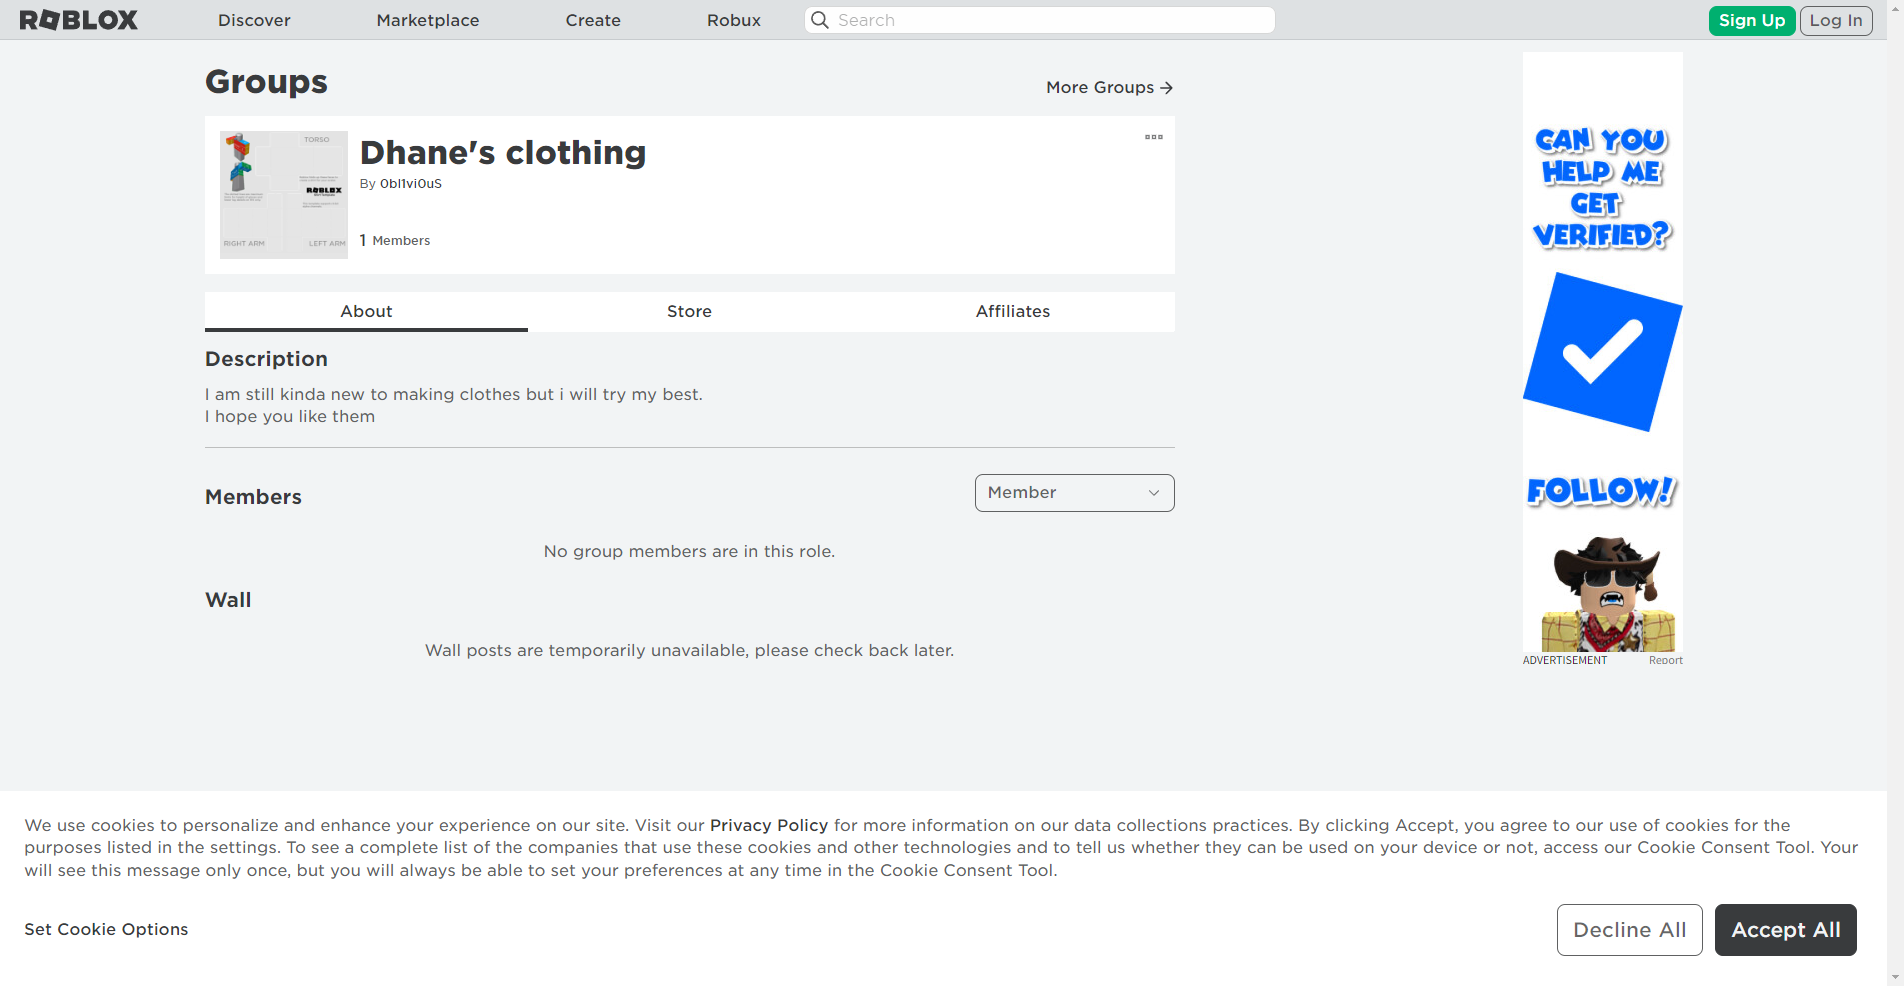 ROBLOX
Discover
Marketplace
Create
Robux
Search
Sign Up
Log In
Groups
More Groups
TORSO
ROBLOX
RIGHT ARM
LEFT ARM
Dhane's clothing
By 0bl1vi0uS
1 Members
About
Store
Affiliates
Description
I am still kinda new to making clothes but i will try my best.
I hope you like them
Members
Member
No group members are in this role.
Wall
Wall posts are temporarily unavailable, please check back later.
CAN YOU
HELP ME
GET
VERIFIED?
FOLLOW!
ADVERTISEMENT
Report
We use cookies to personalize and enhance your experience on our site. Visit our Privacy Policy for more information on our data collections practices. By clicking Accept, you agree to our use of cookies for the
purposes listed in the settings. To see a complete list of the companies that use these cookies and other technologies and to tell us whether they can be used on your device or not, access our Cookie Consent Tool. Your
will see this message only once, but you will always be able to set your preferences at any time in the Cookie Consent Tool.
Set Cookie Options
Decline All
Accept All